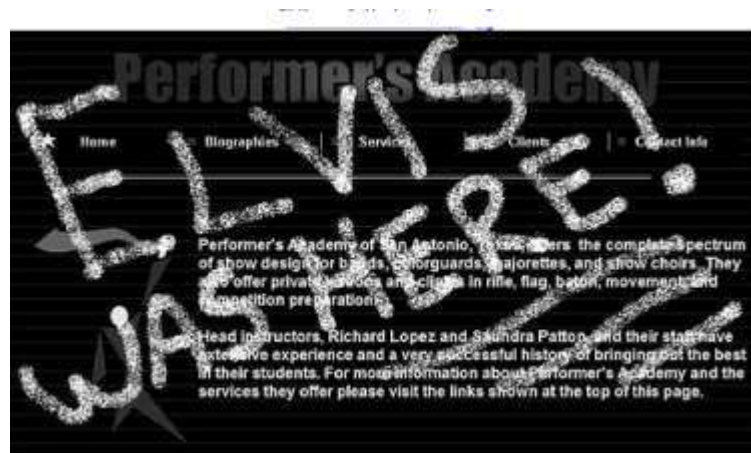 Performer's Academy
Home Biographies Services Clients Contact Info
ELVIS
WAS HERE!
Performer's Academy of San Antonio, Texas, offers the complete spectrum
of show design for bands, colorguards, majorettes, and show choirs. They
also offer private lessons and clinics in rifle, flag, baton, movement, and
competition preparation.
Head instructors, Richard Lopez and Saundra Patton, and their staff have
extensive experience and a very successful history of bringing out the best
in their students. For more information about Performer's Academy and the
services they offer please visit the links shown at the top of this page.